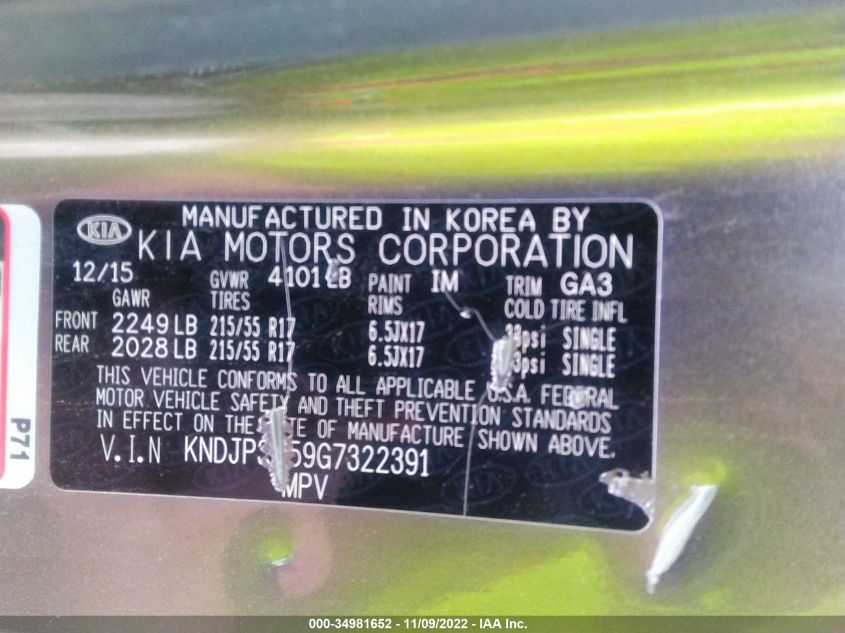 MANUFACTURED IN KOREA BY
KIA KIA MOTORS CORPORATION
12/15 GVWR 4101LB PAINT IM TRIM GA3
GAWR TIRES RIMS COLD TIRE INFL
FRONT 2249LB 215/55 R17 6.5JX17 SINGLE
REAR 2028LB 215/55 R17 6.5JX17 SINGLE
THIS VEHICLE CONFORMS TO ALL APPLICABLE U.S.A. FEDERAL
MOTOR VEHICLE SAFETY AND THEFT PREVENTION STANDARDS
IN EFFECT ON THE DATE OF MANUFACTURE SHOWN ABOVE.
V.I.N
MPV
P71
000-34981652 - 11/09/2022 - IAA Inc.